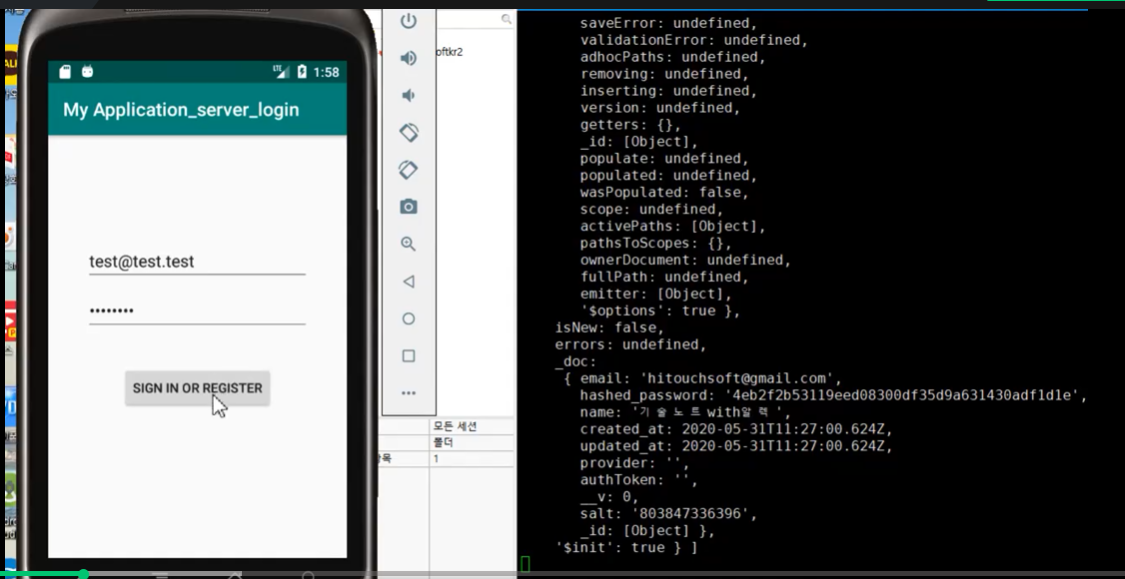 1:58
My Application_server_login
test@test.test
••••••••
SIGN IN OR REGISTER
oftkr2
모든 세션
폴더
1
saveError: undefined,
validationError: undefined,
adhocPaths: undefined,
removing: undefined,
inserting: undefined,
version: undefined,
getters: {},
_id: [Object],
populate: undefined,
populated: undefined,
wasPopulated: false,
scope: undefined,
activePaths: [Object],
pathsToScopes: {},
ownerDocument: undefined,
fullPath: undefined,
emitter: [Object],
'$options': true },
isNew: false,
errors: undefined,
_doc:
{ email: 'hitouchsoft@gmail.com',
hashed_password: '4eb2f2b53119eed08300df35d9a631430adf1d1e',
name: '기 술 노 트 with알 렉 ',
created_at: 2020-05-31T11:27:00.624Z,
updated_at: 2020-05-31T11:27:00.624Z,
provider: '',
authToken: '',
__v: 0,
salt: '803847336396',
_id: [Object] },
'$init': true } ]